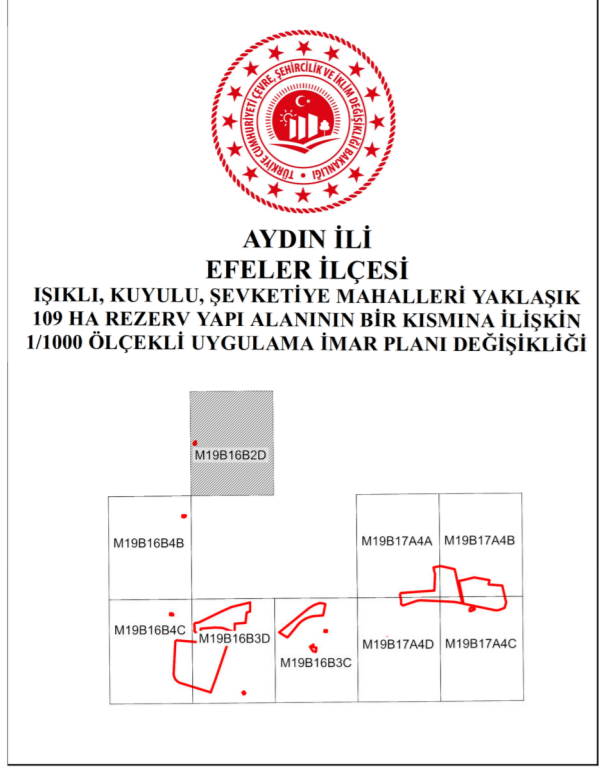 TÜRKİYE CUMHURİYETİ ÇEVRE, ŞEHİRCİLİK VE İKLİM DEĞİŞİKLİĞİ BAKANLIĞI
AYDIN İLİ
EFELER İLÇESİ
IŞIKLI, KUYULU, ŞEVKETİYE MAHALLERİ YAKLAŞIK
109 HA REZERV YAPI ALANININ BİR KISMINA İLİŞKİN
1/1000 ÖLÇEKLİ UYGULAMA İMAR PLANI DEĞİŞİKLİĞİ
M19B16B2D
M19B16B4B
M19B17A4A
M19B17A4B
M19B16B4C
M19B16B3D
M19B16B3C
M19B17A4D
M19B17A4C